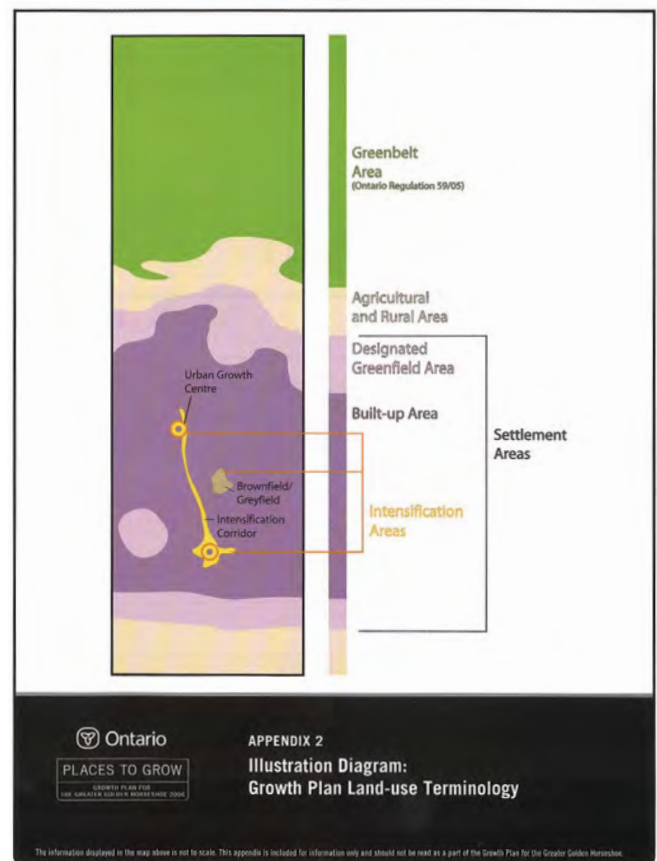 Greenbelt
Area
(Ontario Regulation 59/05)
Agricultural
and Rural Area
Designated
Greenfield Area
Urban Growth
Centre
Built-up Area
Settlement
Areas
Brownfield/
Greyfield
Intensification
Corridor
Intensification
Areas
Ontario
PLACES TO GROW
GROWTH PLAN FOR
THE GREATER GOLDEN HORSESHOE 2006
APPENDIX 2
Illustration Diagram:
Growth Plan Land-use Terminology
The information displayed in the map above is not to scale. This appendix is included for information only and should not be read as a part of the Growth Plan for the Greater Golden Horseshoe.